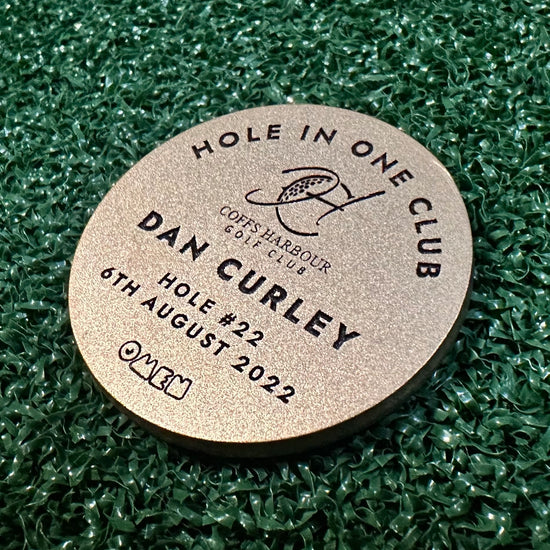 HOLE IN ONE CLUB
COFFS HARBOUR
GOLF CLUB
DAN CURLEY
HOLE #22
6TH AUGUST 2022
OMEN